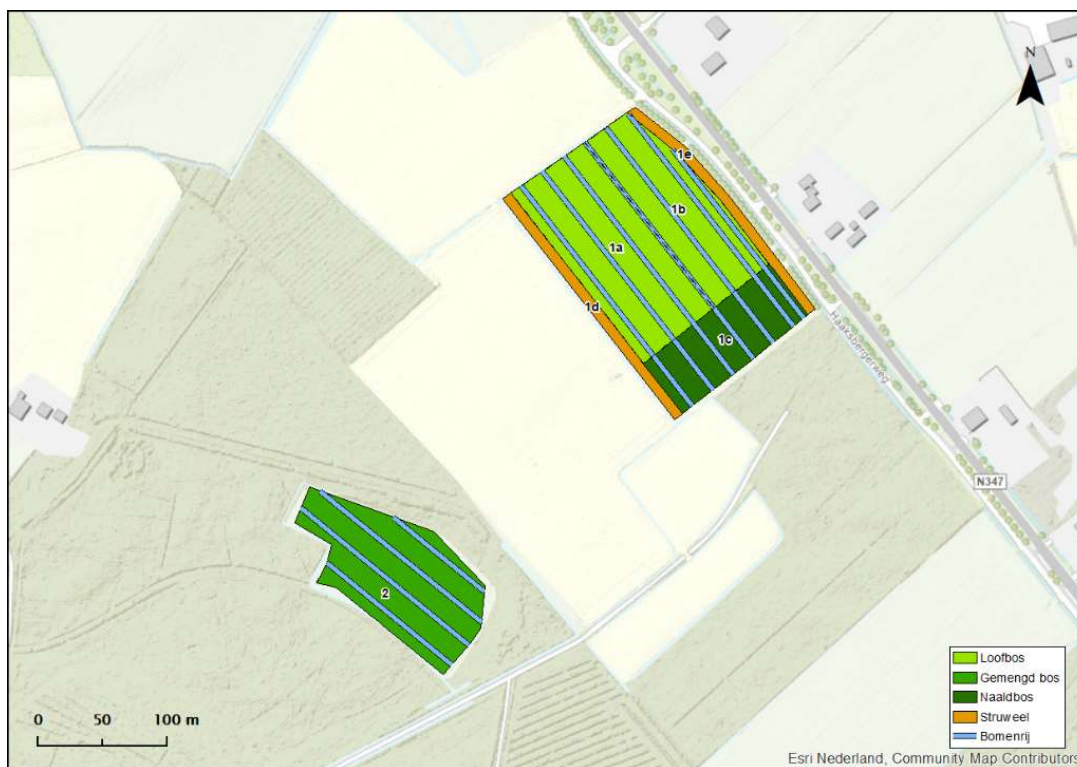 N
1e
1b
1a
1d
1c
Haaksbergerweg
N347
2
Loofbos
Gemengd bos
Naaldbos
Struweel
Bomenrij
0 50 100 m
Esri Nederland, Community Map Contributors